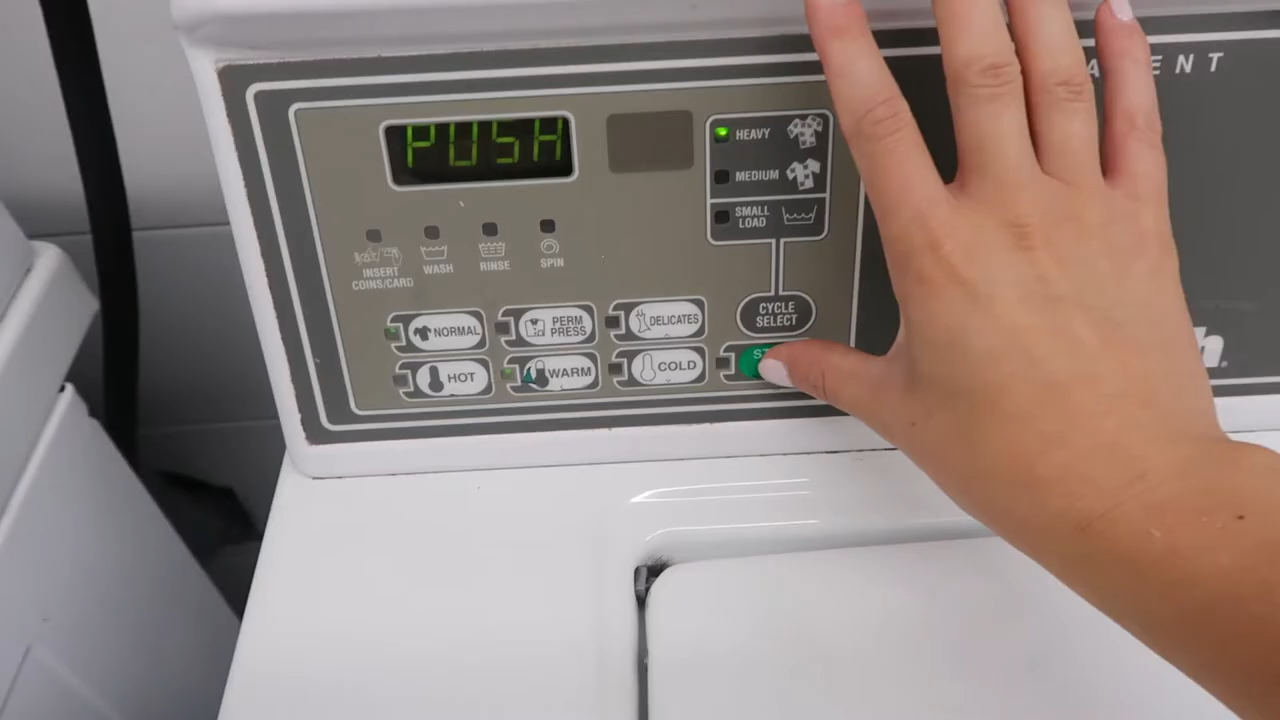 PUSH
HEAVY
MEDIUM
SMALL
LOAD
INSERT
COINS/CARD
WASH
RINSE
SPIN
CYCLE
SELECT
NORMAL
PERM
PRESS
DELICATES
HOT
WARM
COLD
ST
A ENT
h